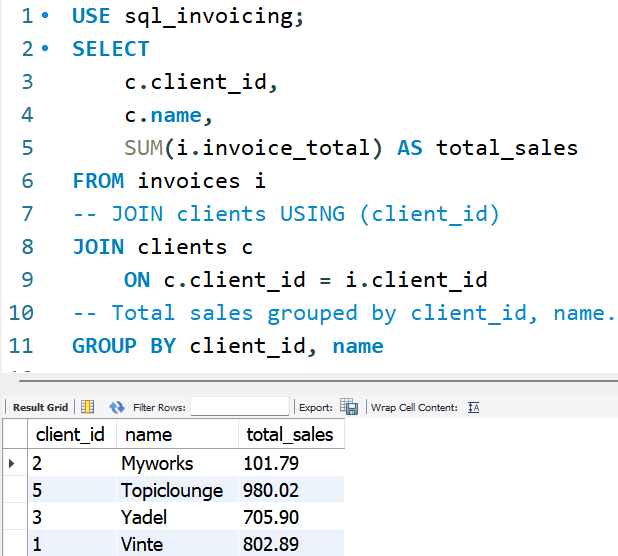 1 USE sql_invoicing;
2 SELECT
3 c.client_id,
4 c.name,
5 SUM(i.invoice_total) AS total_sales
6 FROM invoices i
7 -- JOIN clients USING (client_id)
8 JOIN clients c
9 ON c.client_id = i.client_id
10 -- Total sales grouped by client_id, name.
11 GROUP BY client_id, name
Result Grid Filter Rows: Export: Wrap Cell Content: IA
client_id name total_sales
2 Myworks 101.79
5 Topiclounge 980.02
3 Yadel 705.90
1 Vinte 802.89